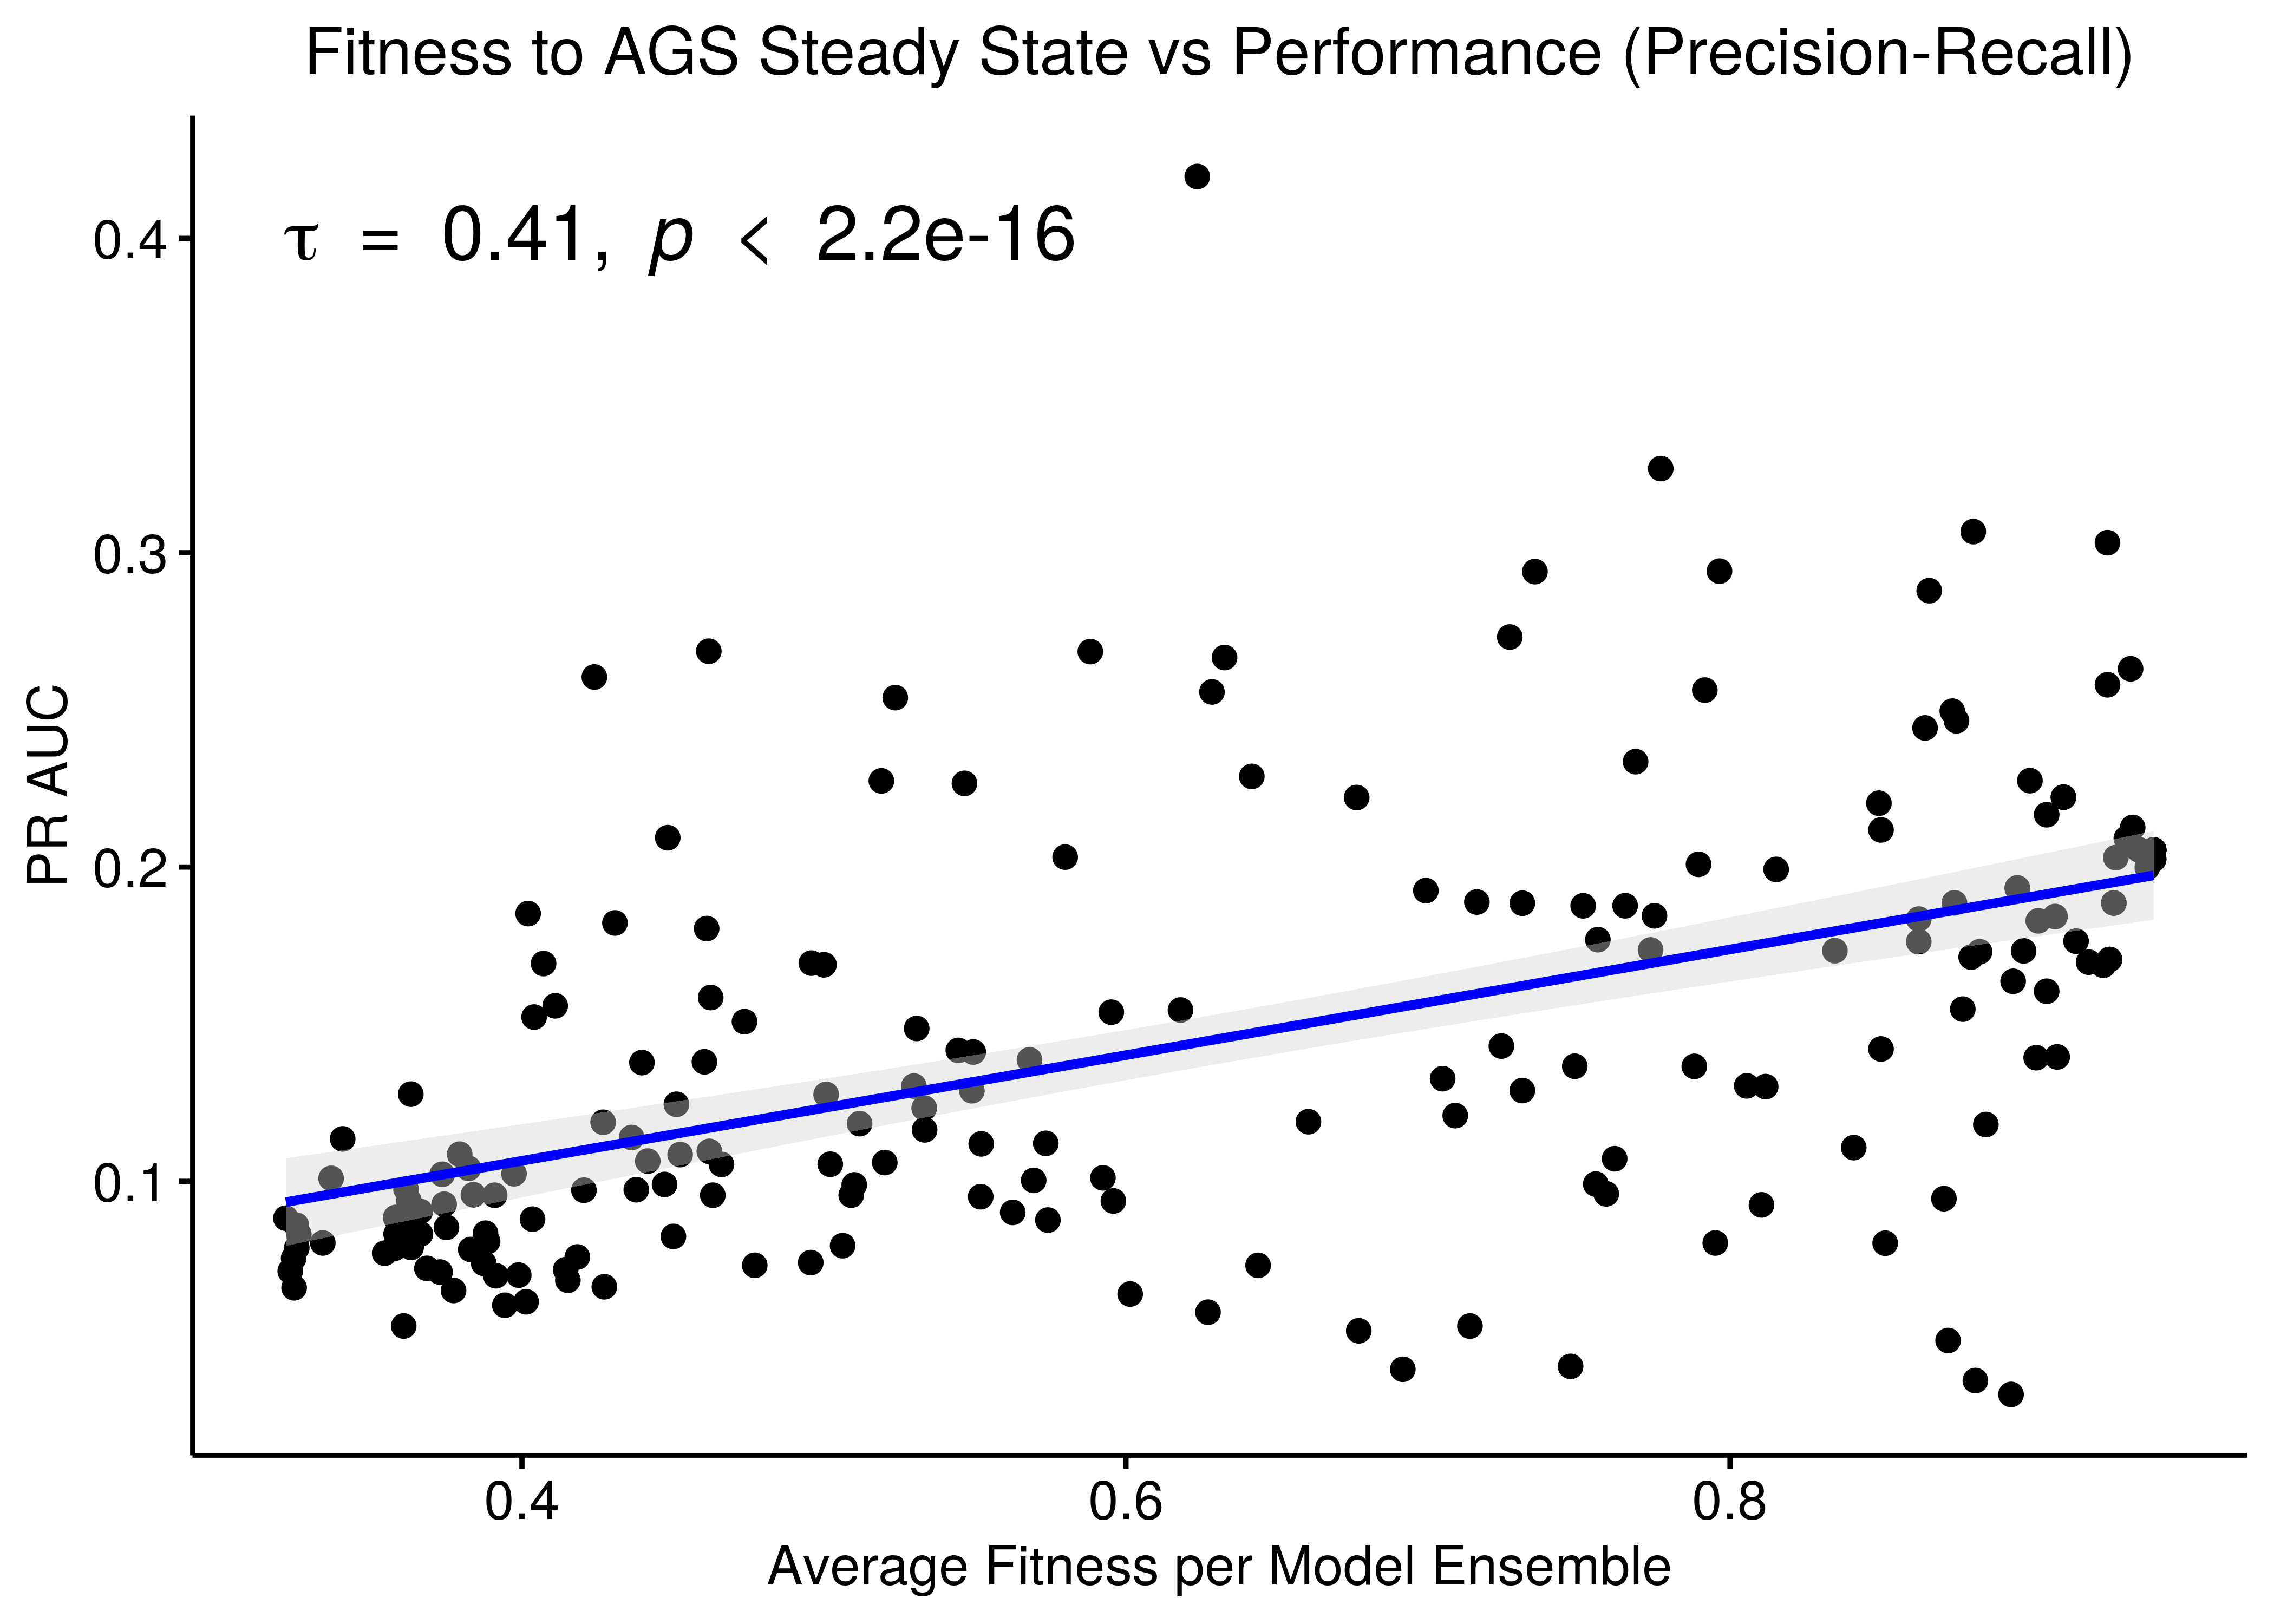 Fitness to AGS Steady State vs Performance (Precision-Recall)
τ = 0.41, p < 2.2e-16
PR AUC
0.4
0.3
0.2
0.1
0.4 0.6 0.8
Average Fitness per Model Ensemble